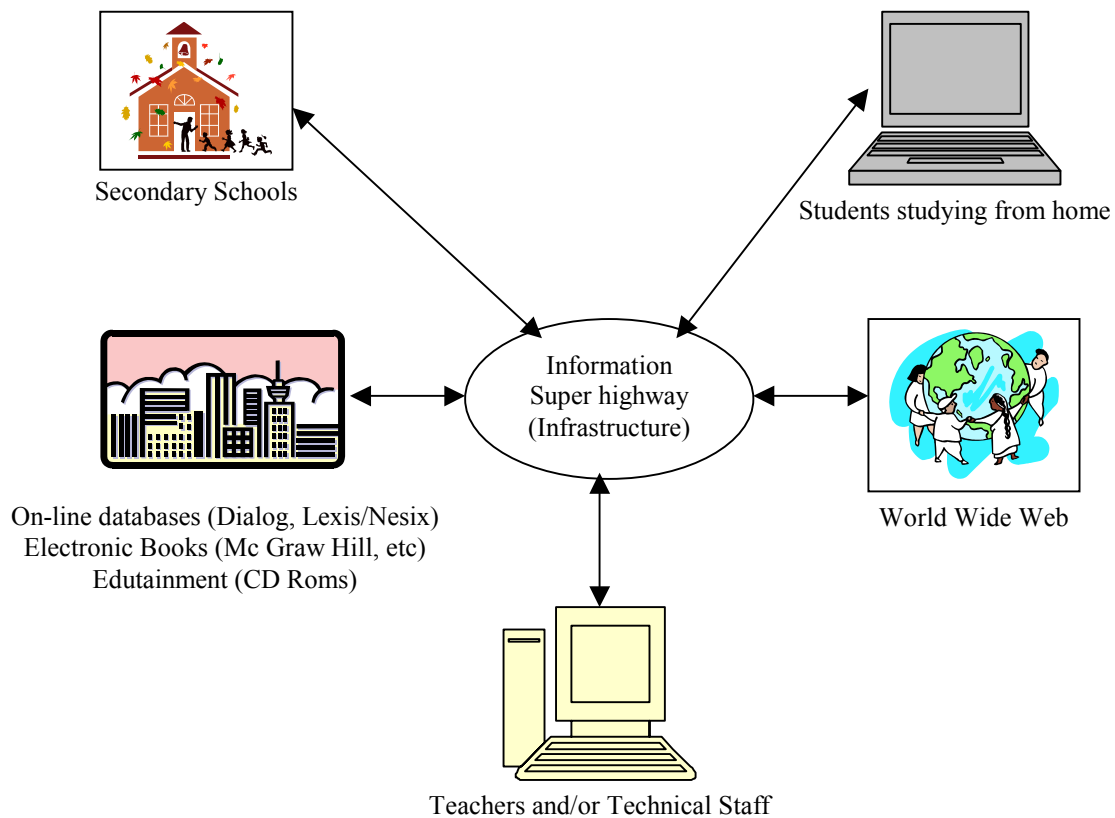 Secondary Schools
Students studying from home
Information
Super highway
(Infrastructure)
On-line databases (Dialog, Lexis/Nesix)
Electronic Books (Mc Graw Hill, etc)
Edutainment (CD Roms)
World Wide Web
Teachers and/or Technical Staff